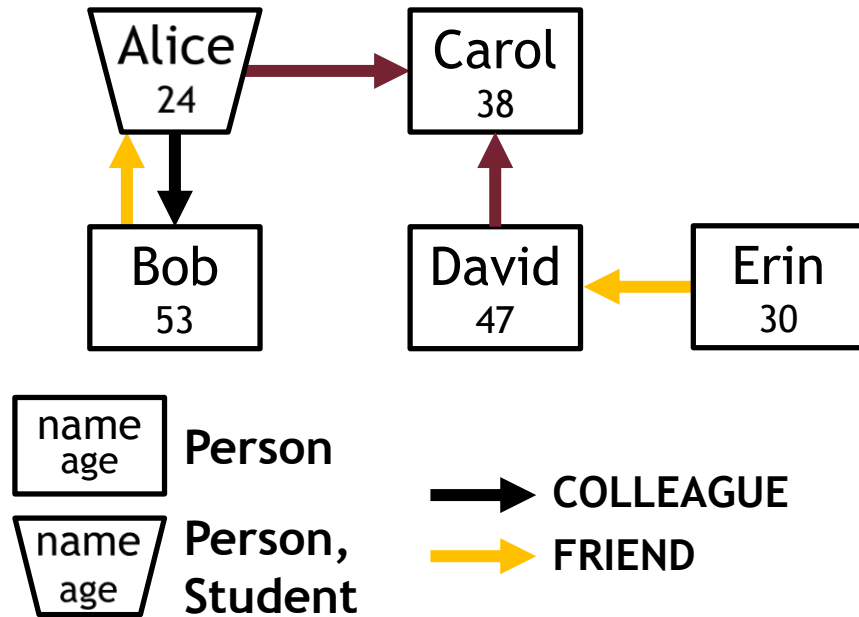 Alice
24
Carol
38
Bob
53
David
47
Erin
30
name
age
Person
name
age
Person,
Student
COLLEAGUE
FRIEND